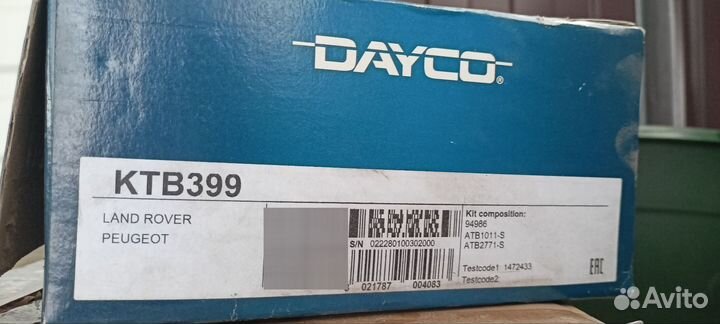 DAYCO®
KTB399
LAND ROVER
PEUGEOT
S/N 022280100302000
021787 004083
Kit composition:
94986
ATB1011-S
ATB2771-S
Testcode1 1472433
Testcode2
EAC
Avito